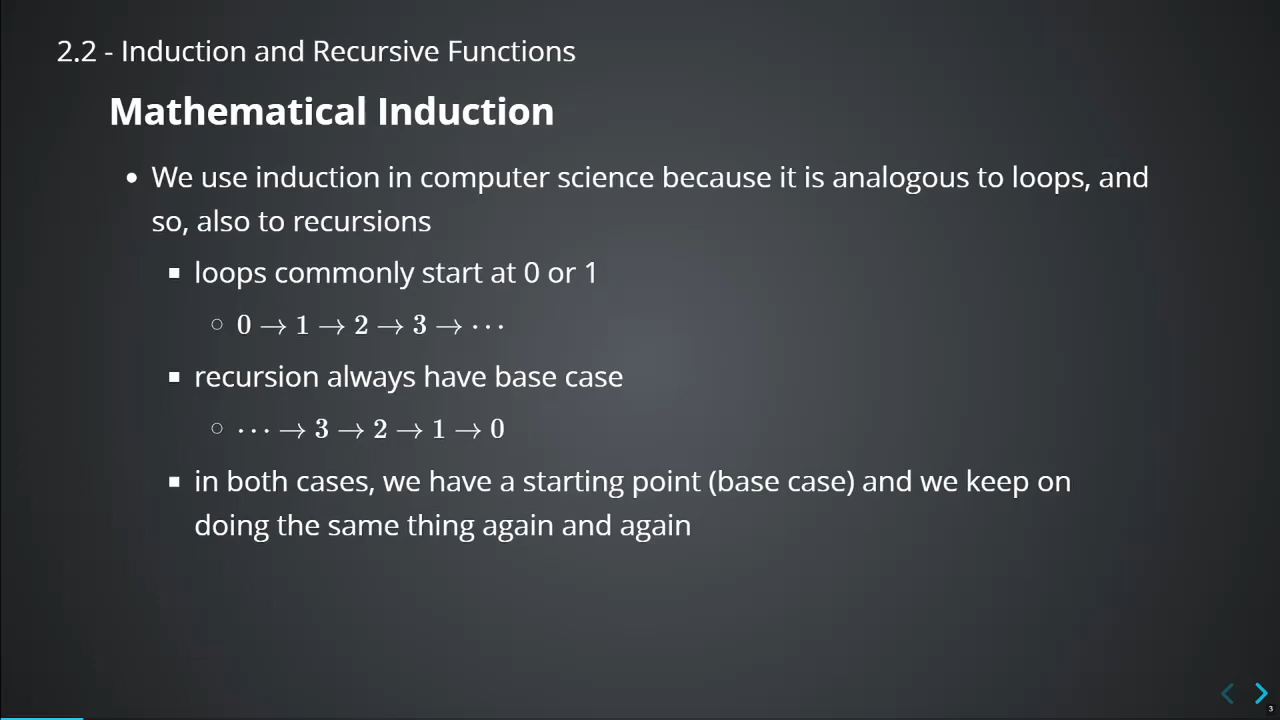 2.2 - Induction and Recursive Functions
Mathematical Induction
• We use induction in computer science because it is analogous to loops, and
so, also to recursions
▪ loops commonly start at 0 or 1
○ 0 → 1 → 2 → 3 → ⋯
▪ recursion always have base case
○ ⋯ → 3 → 2 → 1 → 0
▪ in both cases, we have a starting point (base case) and we keep on
doing the same thing again and again
3